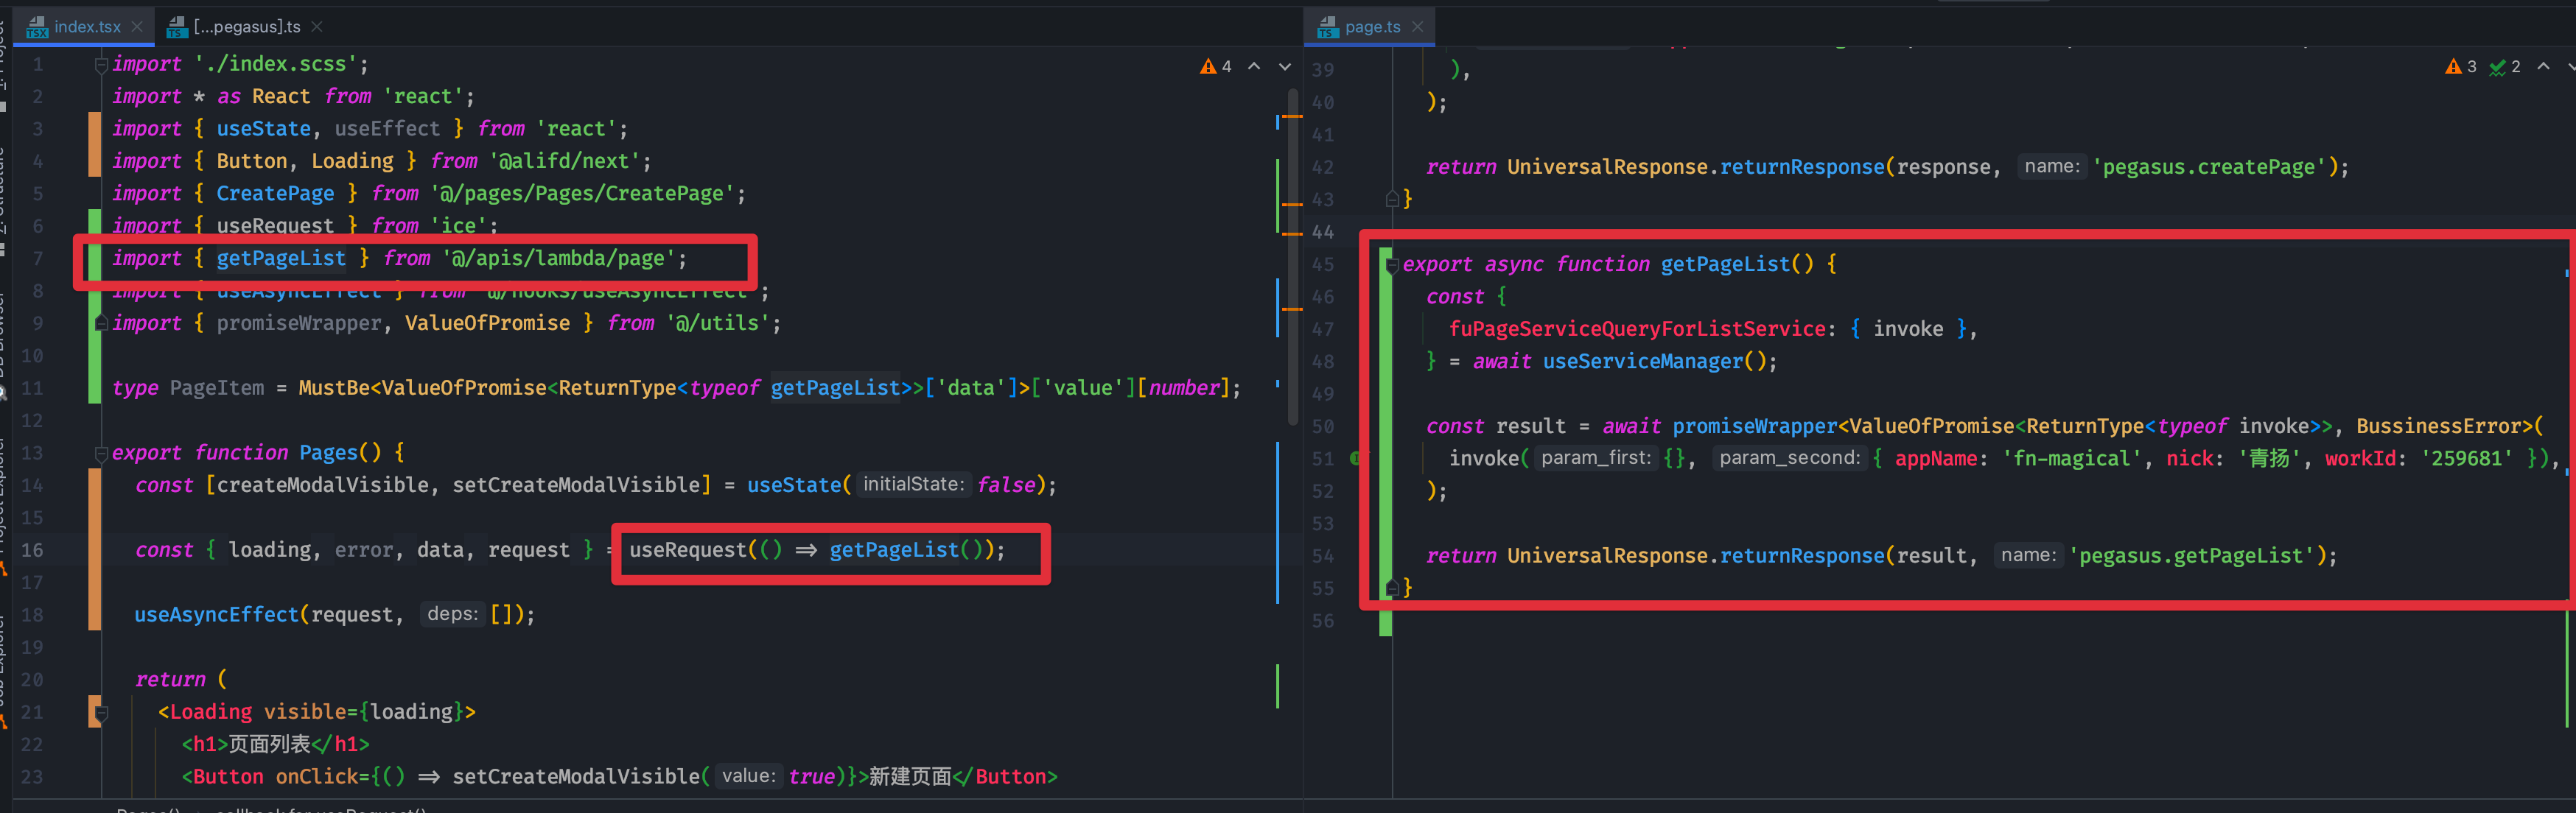 index.tsx
[...pegasus].ts
4
1 import './index.scss';
2 import * as React from 'react';
3 import { useState, useEffect } from 'react';
4 import { Button, Loading } from '@alifd/next';
5 import { CreatePage } from '@/pages/Pages/CreatePage';
6 import { useRequest } from 'ice';
7 import { getPageList } from '@/apis/lambda/page';
8 import { useAsyncEffect } from '@/hooks/useAsyncEffect';
9 import { promiseWrapper, ValueOfPromise } from '@/utils';
10
11 type PageItem = MustBe<ValueOfPromise<ReturnType<typeof getPageList>>['data']>['value'][number];
12
13 export function Pages() {
14 const [createModalVisible, setCreateModalVisible] = useState( initialState: false);
15
16 const { loading, error, data, request } = useRequest(() => getPageList());
17
18 useAsyncEffect(request, deps: []);
19
20 return (
21 <Loading visible={loading}>
22 <h1>页面列表</h1>
23 <Button onClick={() => setCreateModalVisible( value: true)}>新建页面</Button>
page.ts
3 2
39 ),
40 );
41
42 return UniversalResponse.returnResponse(response, name: 'pegasus.createPage');
43 }
44
45 export async function getPageList() {
46 const {
47 fuPageServiceQueryForListService: { invoke },
48 } = await useServiceManager();
49
50 const result = await promiseWrapper<ValueOfPromise<ReturnType<typeof invoke>>, BussinessError>(
51 invoke( param_first: {}, param_second: { appName: 'fn-magical', nick: '青扬', workId: '259681' }),
52 );
53
54 return UniversalResponse.returnResponse(result, name: 'pegasus.getPageList');
55 }
56